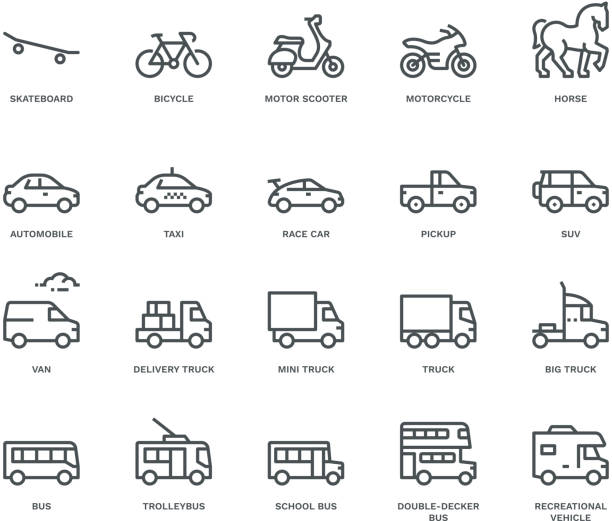 SKATEBOARD
BICYCLE
MOTOR SCOOTER
MOTORCYCLE
HORSE
AUTOMOBILE
TAXI
RACE CAR
PICKUP
SUV
VAN
DELIVERY TRUCK
MINI TRUCK
TRUCK
BIG TRUCK
BUS
TROLLEYBUS
SCHOOL BUS
DOUBLE-DECKER
BUS
RECREATIONAL
VEHICLE